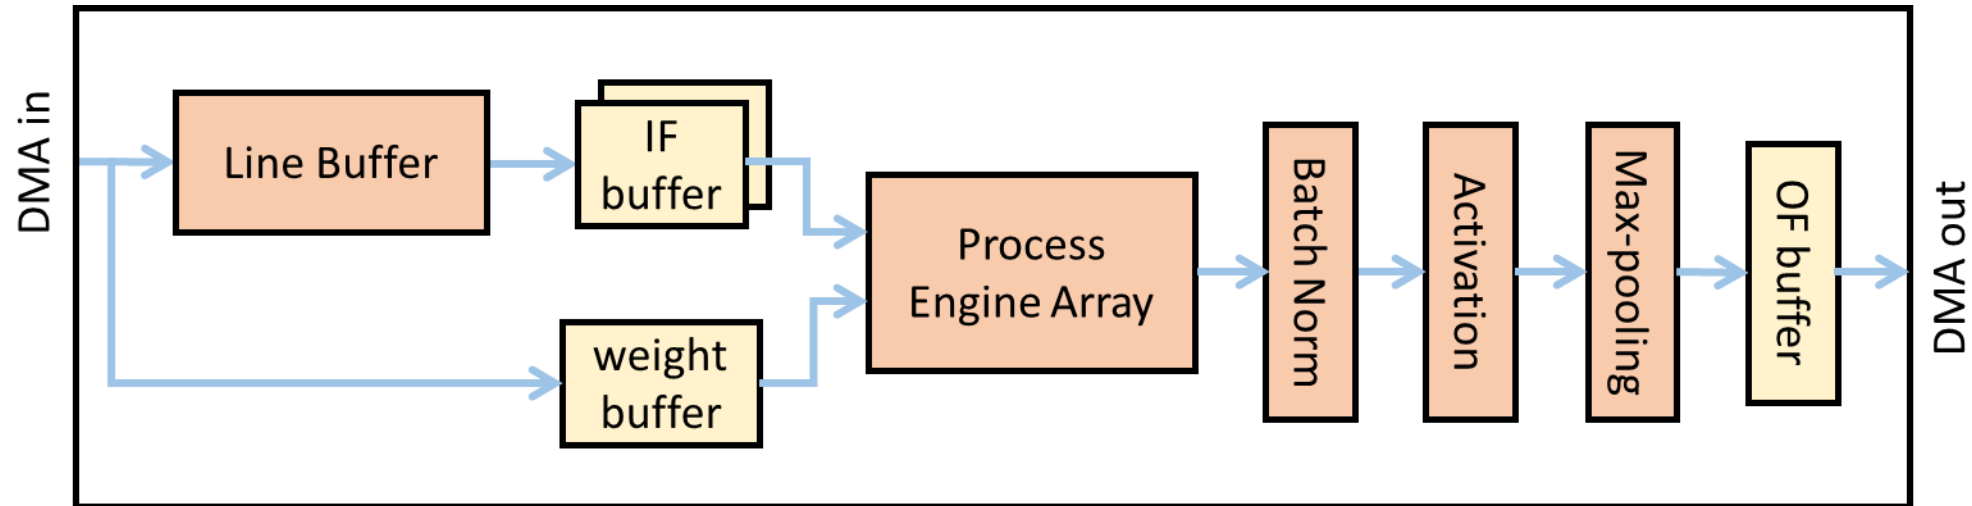 DMA in
Line Buffer
IF
buffer
weight
buffer
Process
Engine Array
Batch Norm
Activation
Max-pooling
OF buffer
DMA out